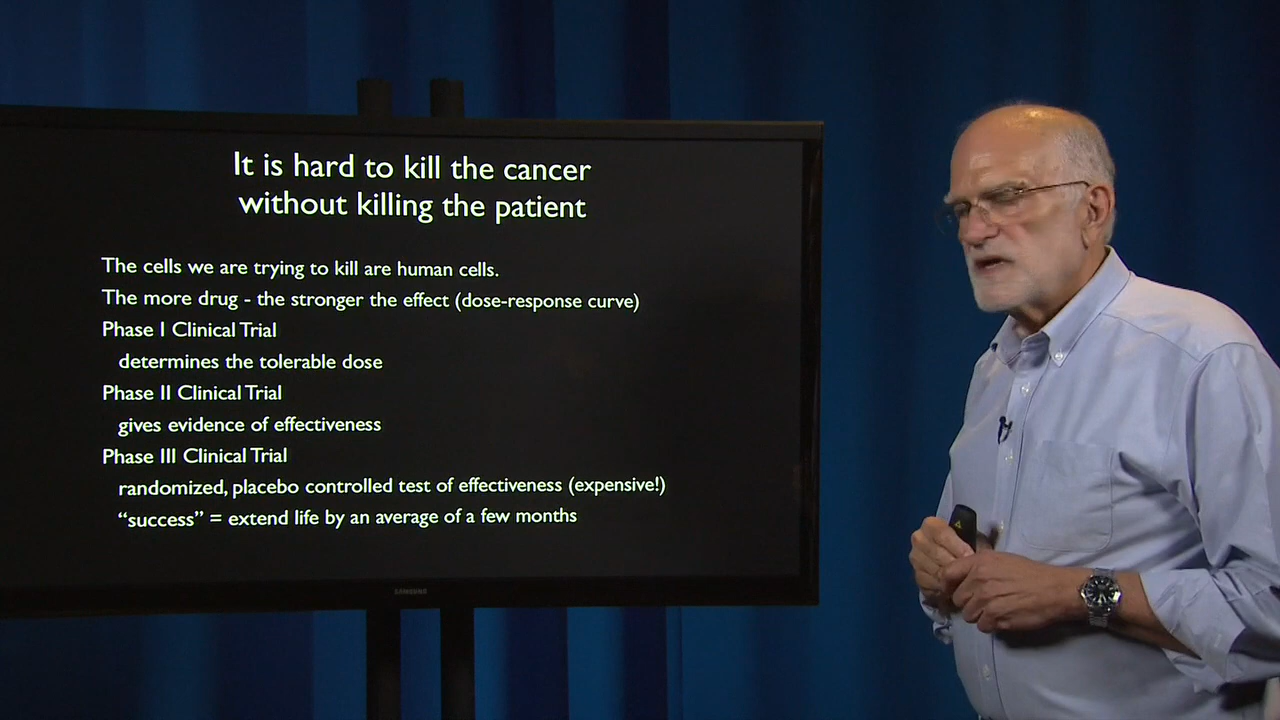 It is hard to kill the cancer
without killing the patient
The cells we are trying to kill are human cells.
The more drug - the stronger the effect (dose-response curve)
Phase I Clinical Trial
determines the tolerable dose
Phase II Clinical Trial
gives evidence of effectiveness
Phase III Clinical Trial
randomized, placebo controlled test of effectiveness (expensive!)
“success” = extend life by an average of a few months
SAMSUNG